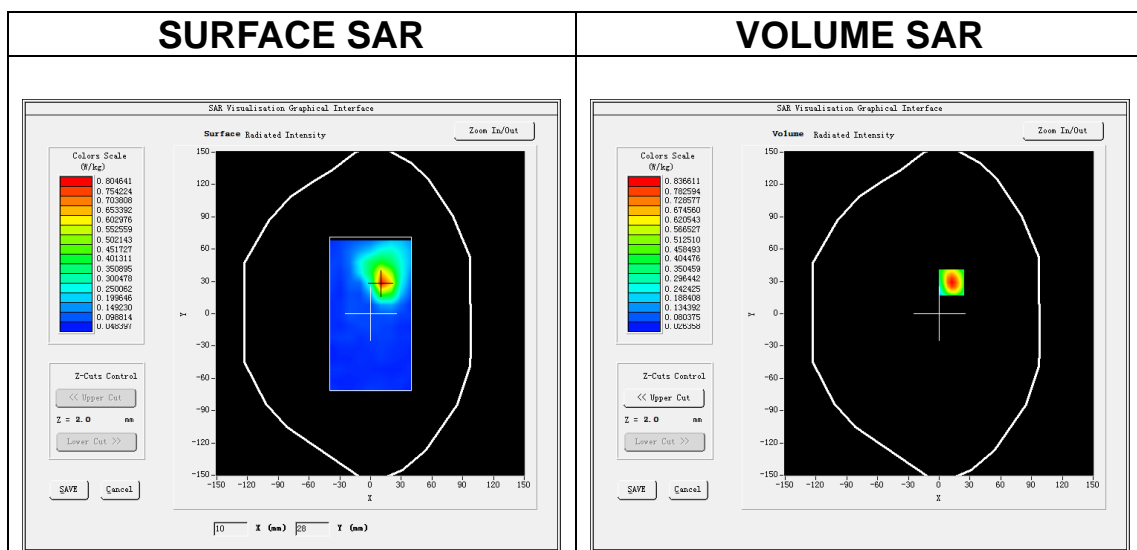 SURFACE SAR
VOLUME SAR
SAR Visualisation Graphical Interface
Surface Radiated Intensity
Zoom In/Out
Colors Scale
(W/kg)
0.804641
0.754224
0.703808
0.653392
0.602976
0.552559
0.502143
0.451727
0.401311
0.350895
0.300478
0.250062
0.199646
0.149230
0.098814
0.048397
150
120
90
60
30
0
-30
-60
-90
-120
-150
Y
-150 -120 -90 -60 -30 0 30 60 90 120 150
X
Z-Cuts Control
<< Upper Cut
Z = 2.0 mm
Lower Cut >>
SAVE Cancel
10 X (mm) 28 Y (mm)
SAR Visualisation Graphical Interface
Volume Radiated Intensity
Zoom In/Out
Colors Scale
(W/kg)
0.836611
0.782594
0.728577
0.674560
0.620543
0.566527
0.512510
0.458493
0.404476
0.350459
0.296442
0.242425
0.188408
0.134392
0.080375
0.026358
150
120
90
60
30
0
-30
-60
-90
-120
-150
Y
-150 -120 -90 -60 -30 0 30 60 90 120 150
X
Z-Cuts Control
<< Upper Cut
Z = 2.0 mm
Lower Cut >>
SAVE Cancel